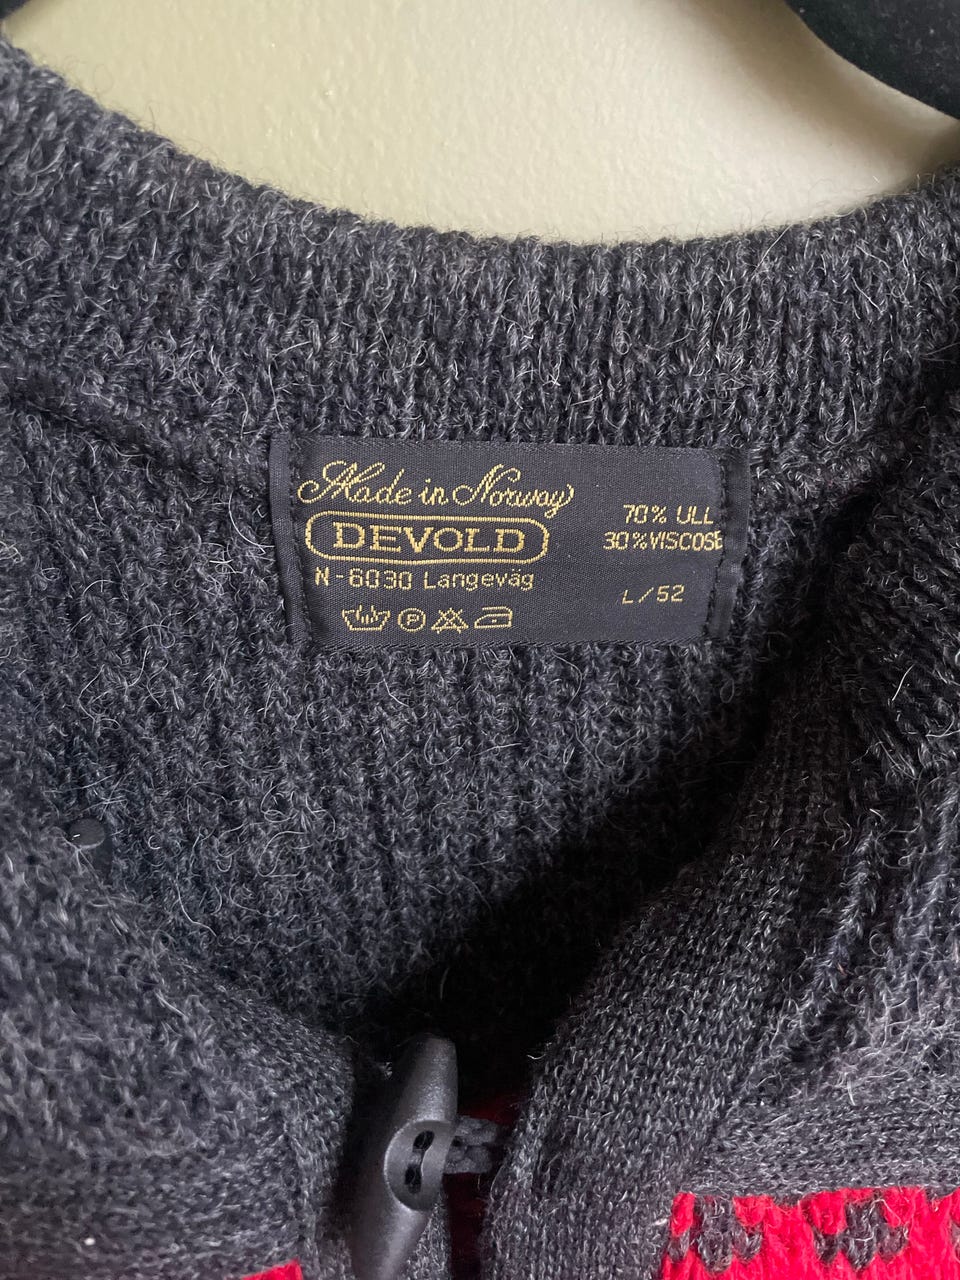 Made in Norway
DEVOLD
N-6030 Langevåg
70% ULL
30%VISCOSE
L/52
P